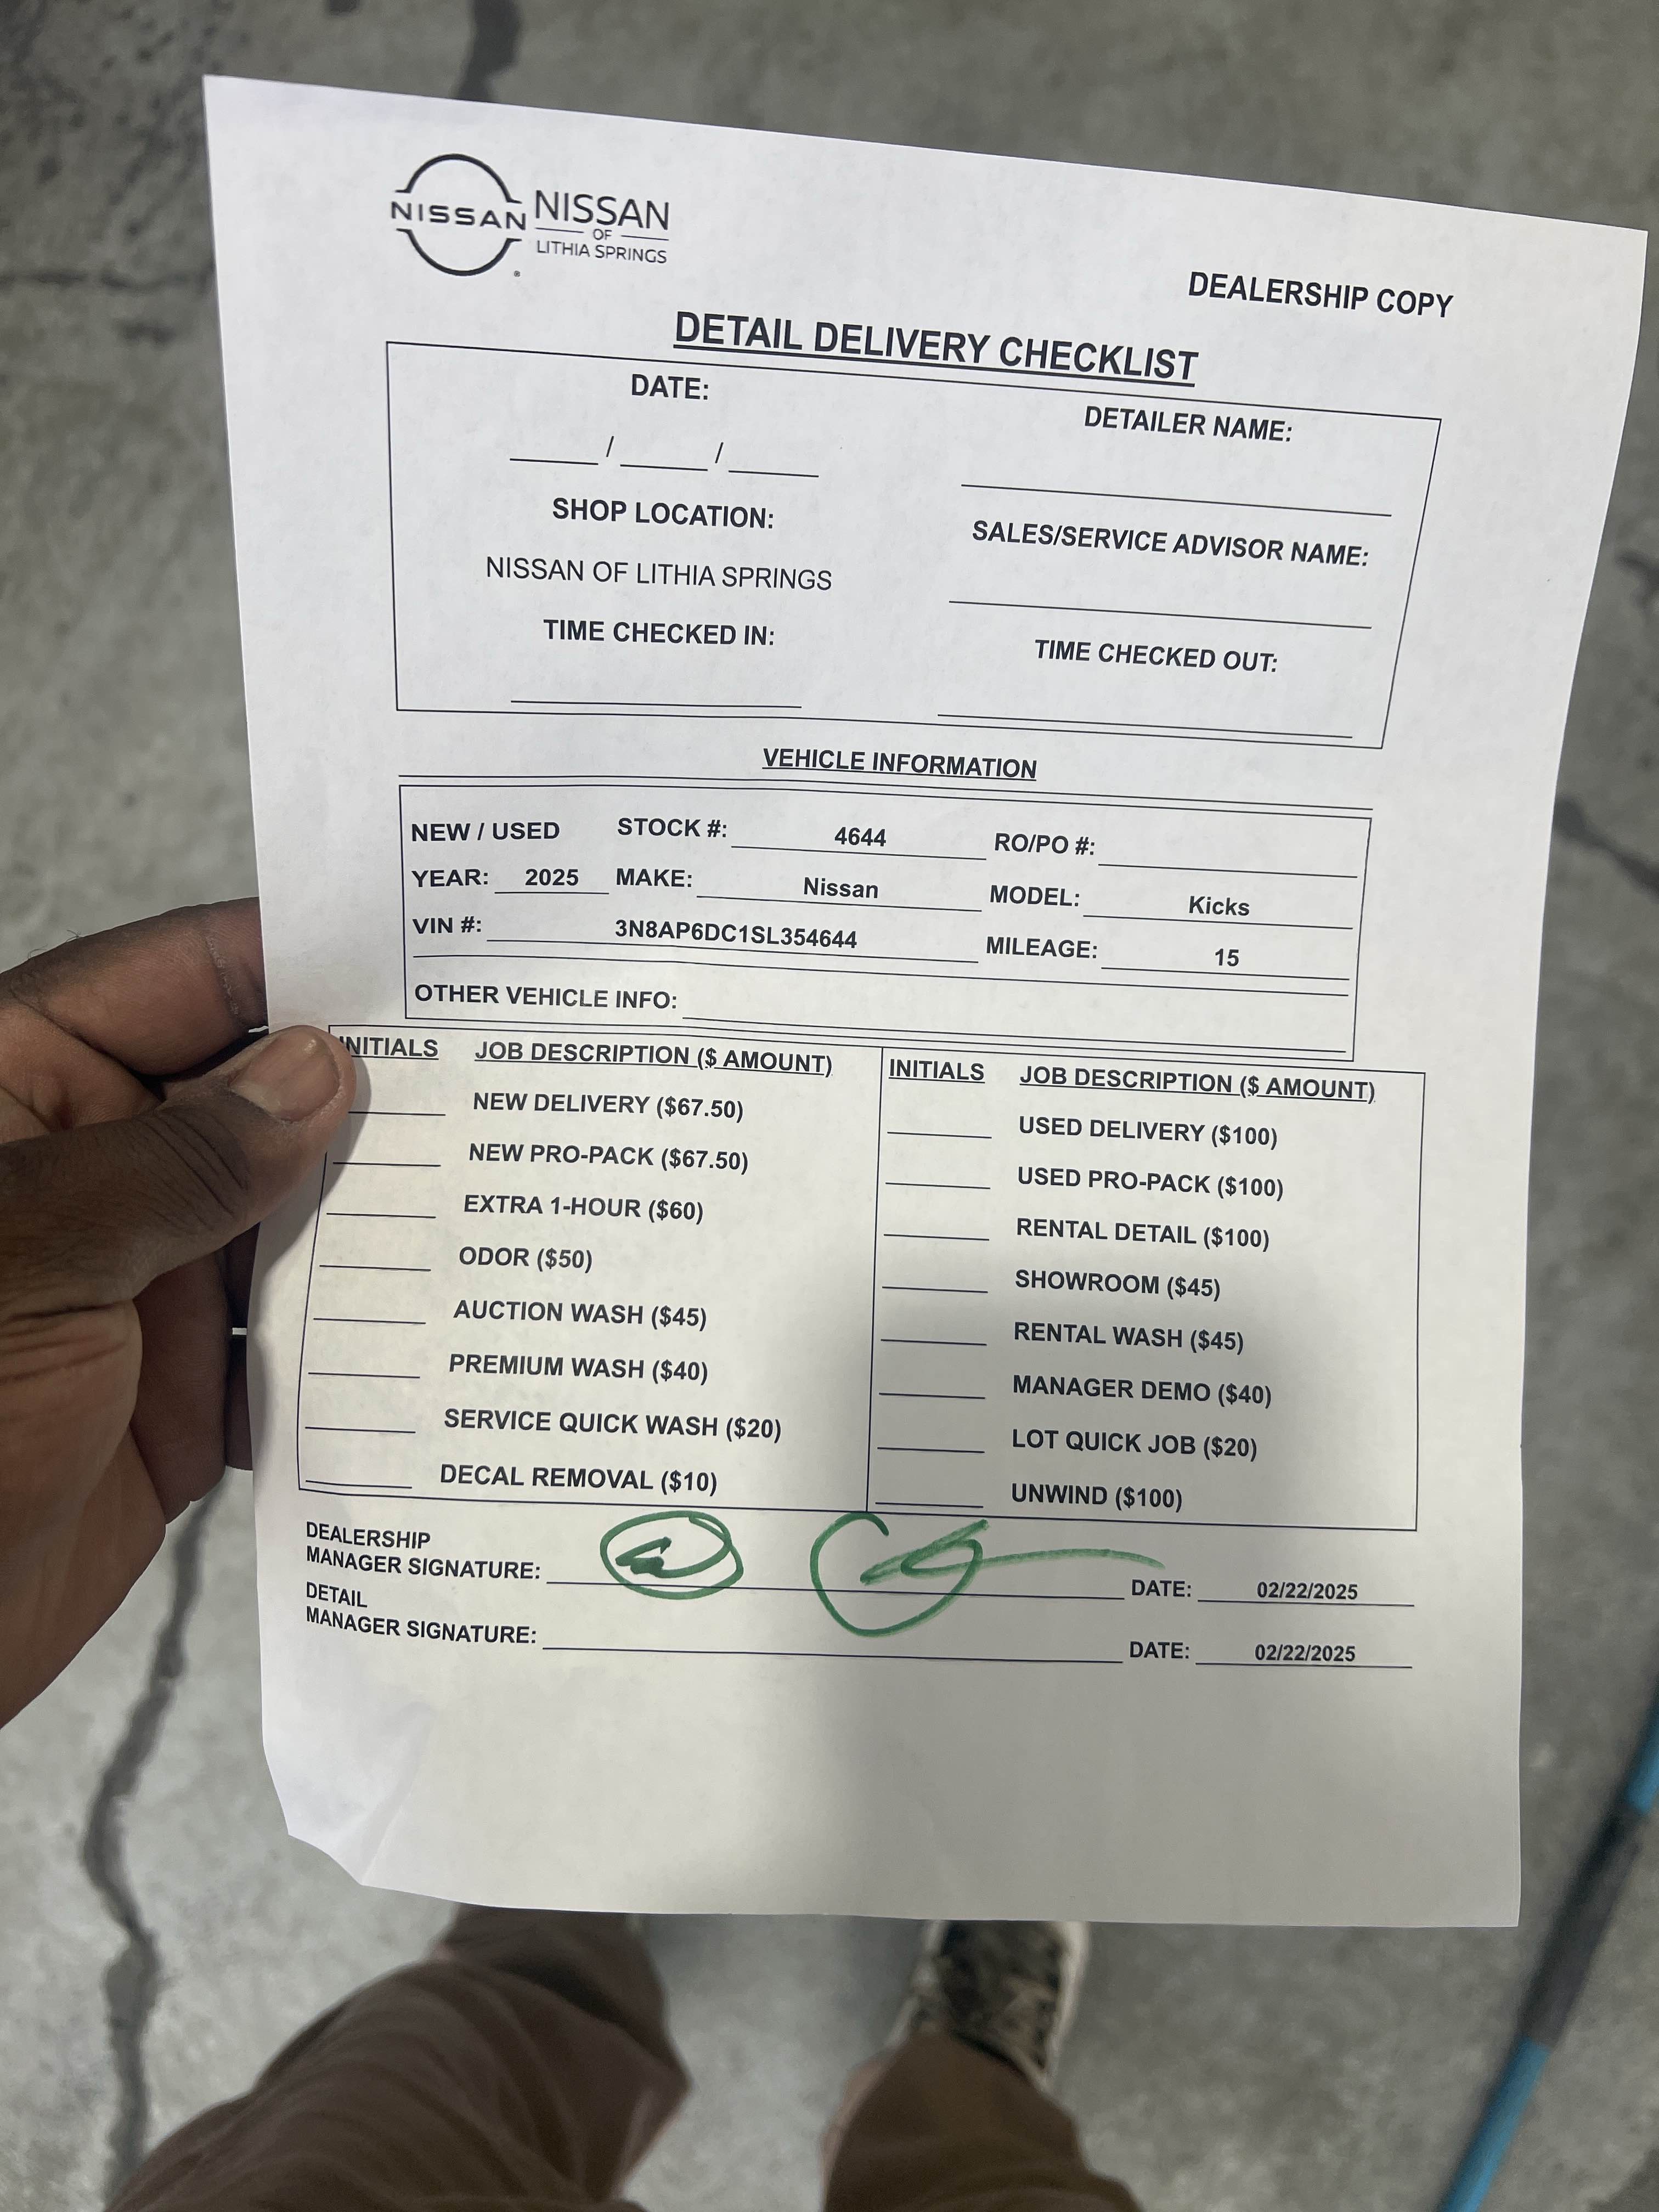 NISSAN NISSAN
OF
LITHIA SPRINGS
DEALERSHIP COPY
DETAIL DELIVERY CHECKLIST
DATE: DETAILER NAME:
____ / ____ / ____
SHOP LOCATION: SALES/SERVICE ADVISOR NAME:
NISSAN OF LITHIA SPRINGS
TIME CHECKED IN: TIME CHECKED OUT:
VEHICLE INFORMATION
NEW / USED STOCK #: 4644 RO/PO #:
YEAR: 2025 MAKE: Nissan MODEL: Kicks
VIN #: 3N8AP6DC1SL354644 MILEAGE: 15
OTHER VEHICLE INFO:
INITIALS JOB DESCRIPTION ($ AMOUNT) INITIALS JOB DESCRIPTION ($ AMOUNT)
NEW DELIVERY ($67.50) USED DELIVERY ($100)
NEW PRO-PACK ($67.50) USED PRO-PACK ($100)
EXTRA 1-HOUR ($60) RENTAL DETAIL ($100)
ODOR ($50) SHOWROOM ($45)
AUCTION WASH ($45) RENTAL WASH ($45)
PREMIUM WASH ($40) MANAGER DEMO ($40)
SERVICE QUICK WASH ($20) LOT QUICK JOB ($20)
DECAL REMOVAL ($10) UNWIND ($100)
DEALERSHIP
MANAGER SIGNATURE: DATE: 02/22/2025
DETAIL
MANAGER SIGNATURE: DATE: 02/22/2025